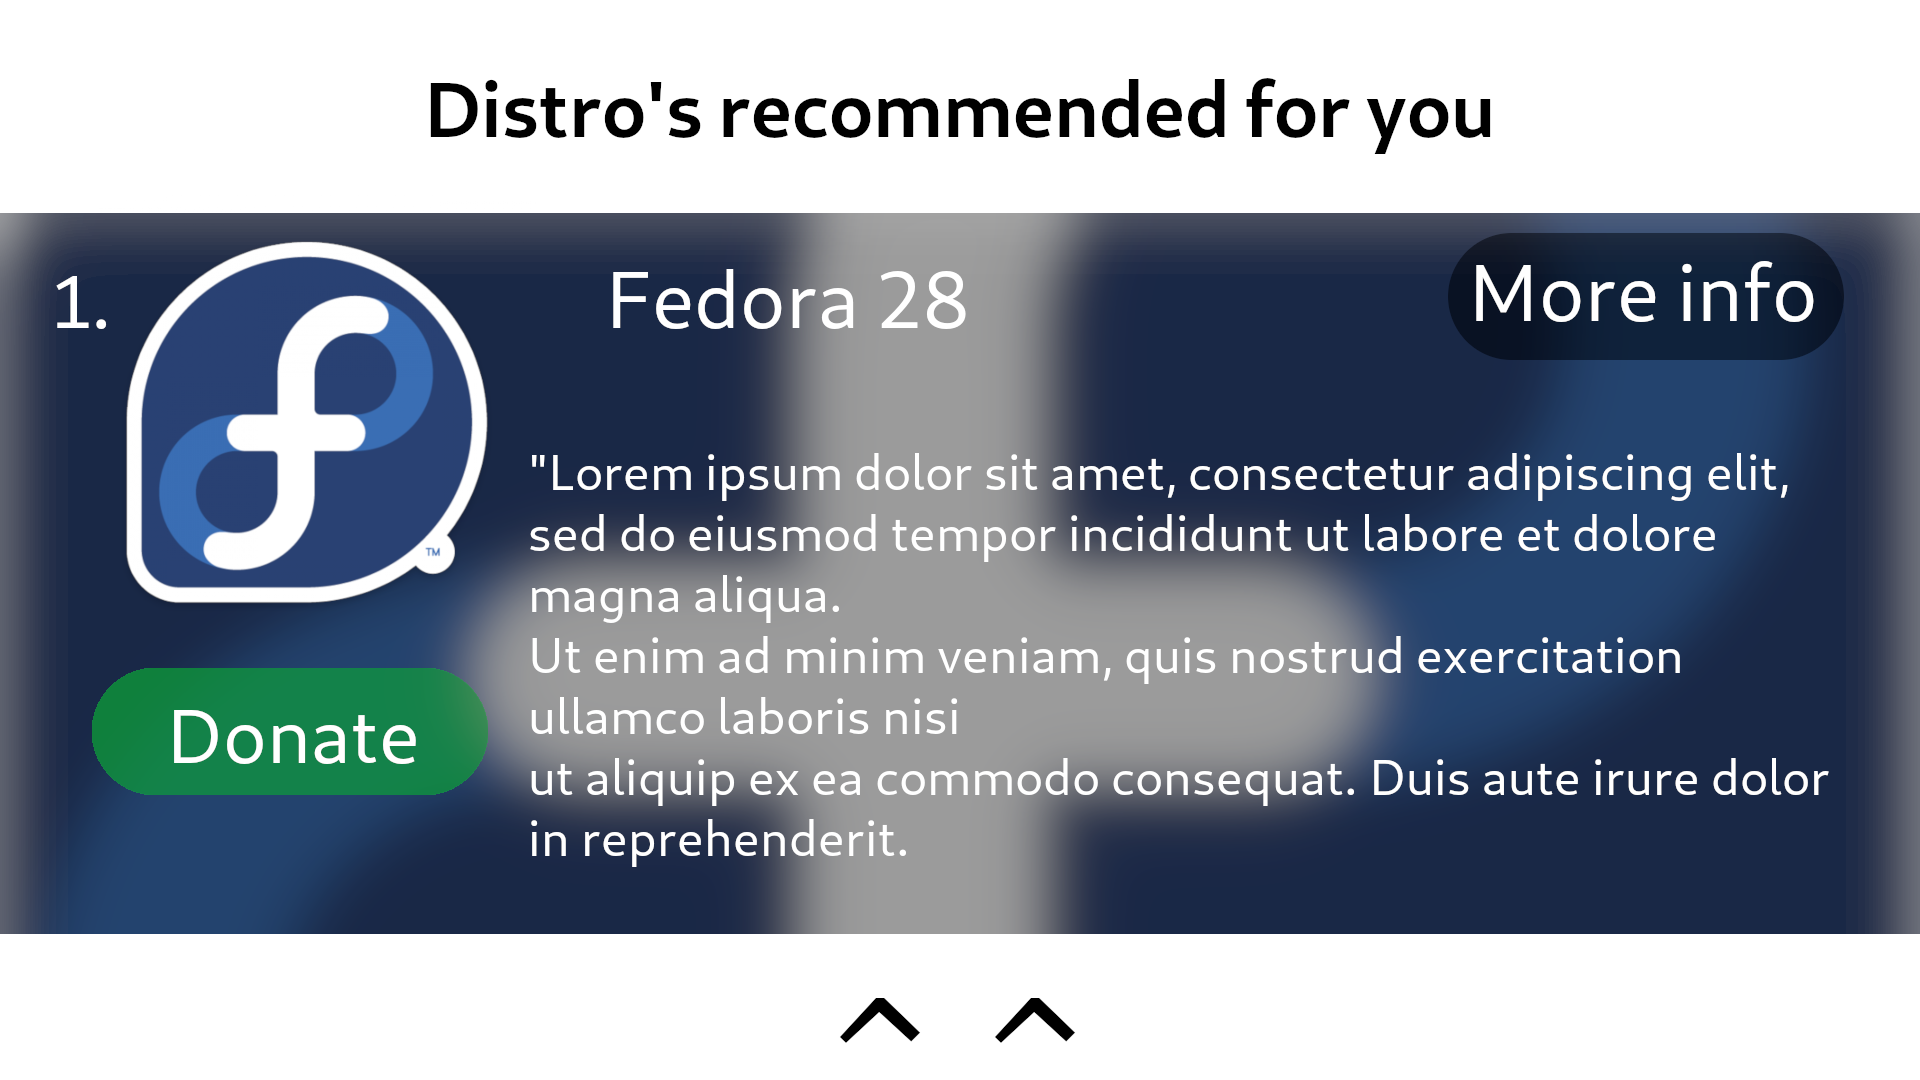 Distro's recommended for you
1.
Fedora 28
More info
"Lorem ipsum dolor sit amet, consectetur adipiscing elit,
sed do eiusmod tempor incididunt ut labore et dolore
magna aliqua.
Ut enim ad minim veniam, quis nostrud exercitation
ullamco laboris nisi
ut aliquip ex ea commodo consequat. Duis aute irure dolor
in reprehenderit.
TM
Donate